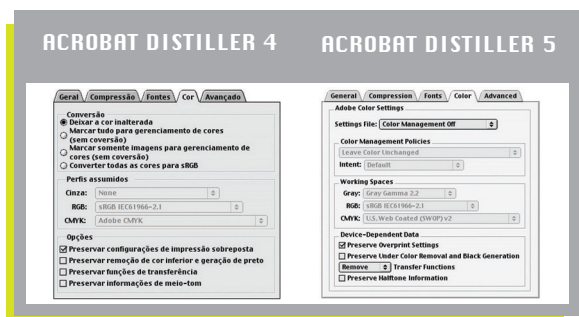 ACROBAT DISTILLER 4
Geral Compressão Fontes Cor Avançado
Conversão
Deixar a cor inalterada
Marcar tudo para gerenciamento de cores
(sem coversão)
Marcar somente imagens para gerenciamento de
cores (sem coversão)
Converter todas as cores para sRGB
Perfis assumidos
Cinza: None
RGB: sRGB IEC61966-2.1
CMYK: Adobe CMYK
Opções
Preservar configurações de impressão sobreposta
Preservar remoção de cor inferior e geração de preto
Preservar funções de transferência
Preservar informações de meio-tom
ACROBAT DISTILLER 5
General Compression Fonts Color Advanced
Adobe Color Settings
Settings File: Color Management Off
Color Management Policies
Leave Color Unchanged
Intent: Default
Working Spaces
Gray: Gray Gamma 2.2
RGB: sRGB IEC61966-2.1
CMYK: U.S. Web Coated (SWOP) v2
Device-Dependent Data
Preserve Overprint Settings
Preserve Under Color Removal and Black Generation
Remove Transfer Functions
Preserve Halftone Information